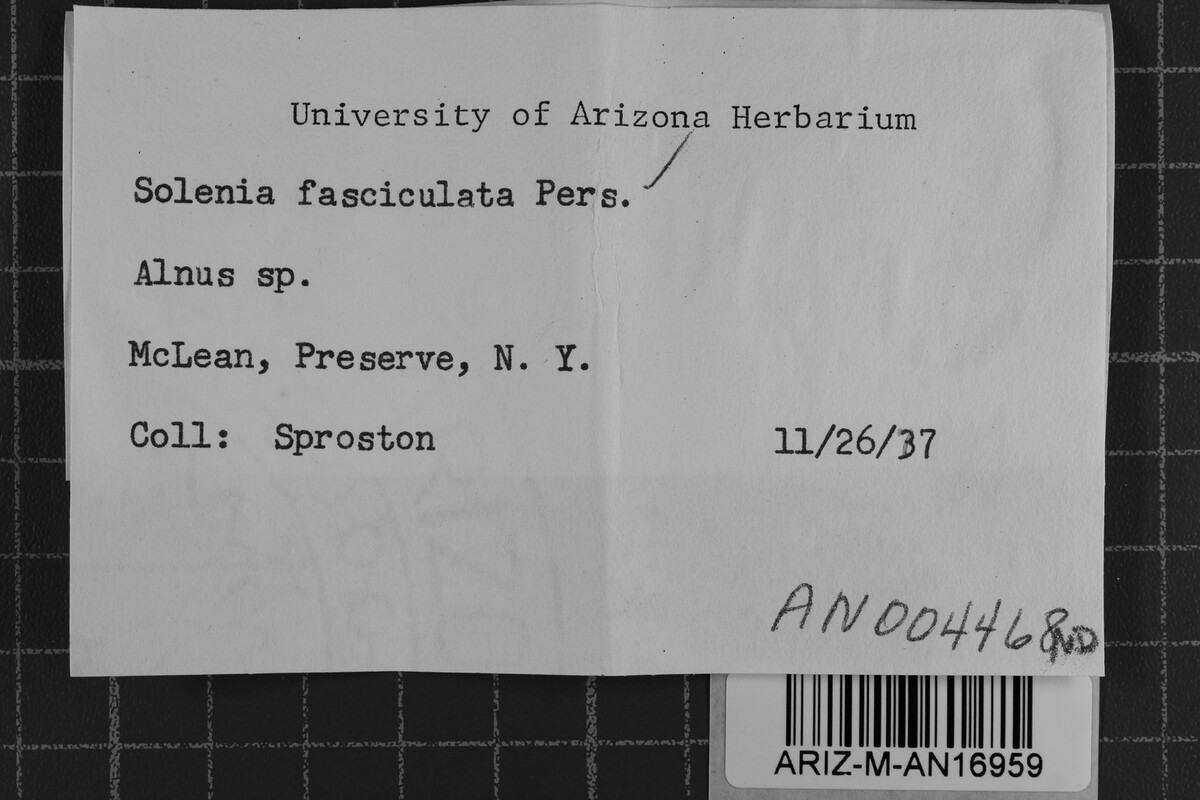 University of Arizona Herbarium
Solenia fasciculata Pers.
Alnus sp.
McLean, Preserve, N. Y.
Coll: Sproston 11/26/37
AN004468 ND
ARIZ-M-AN16959